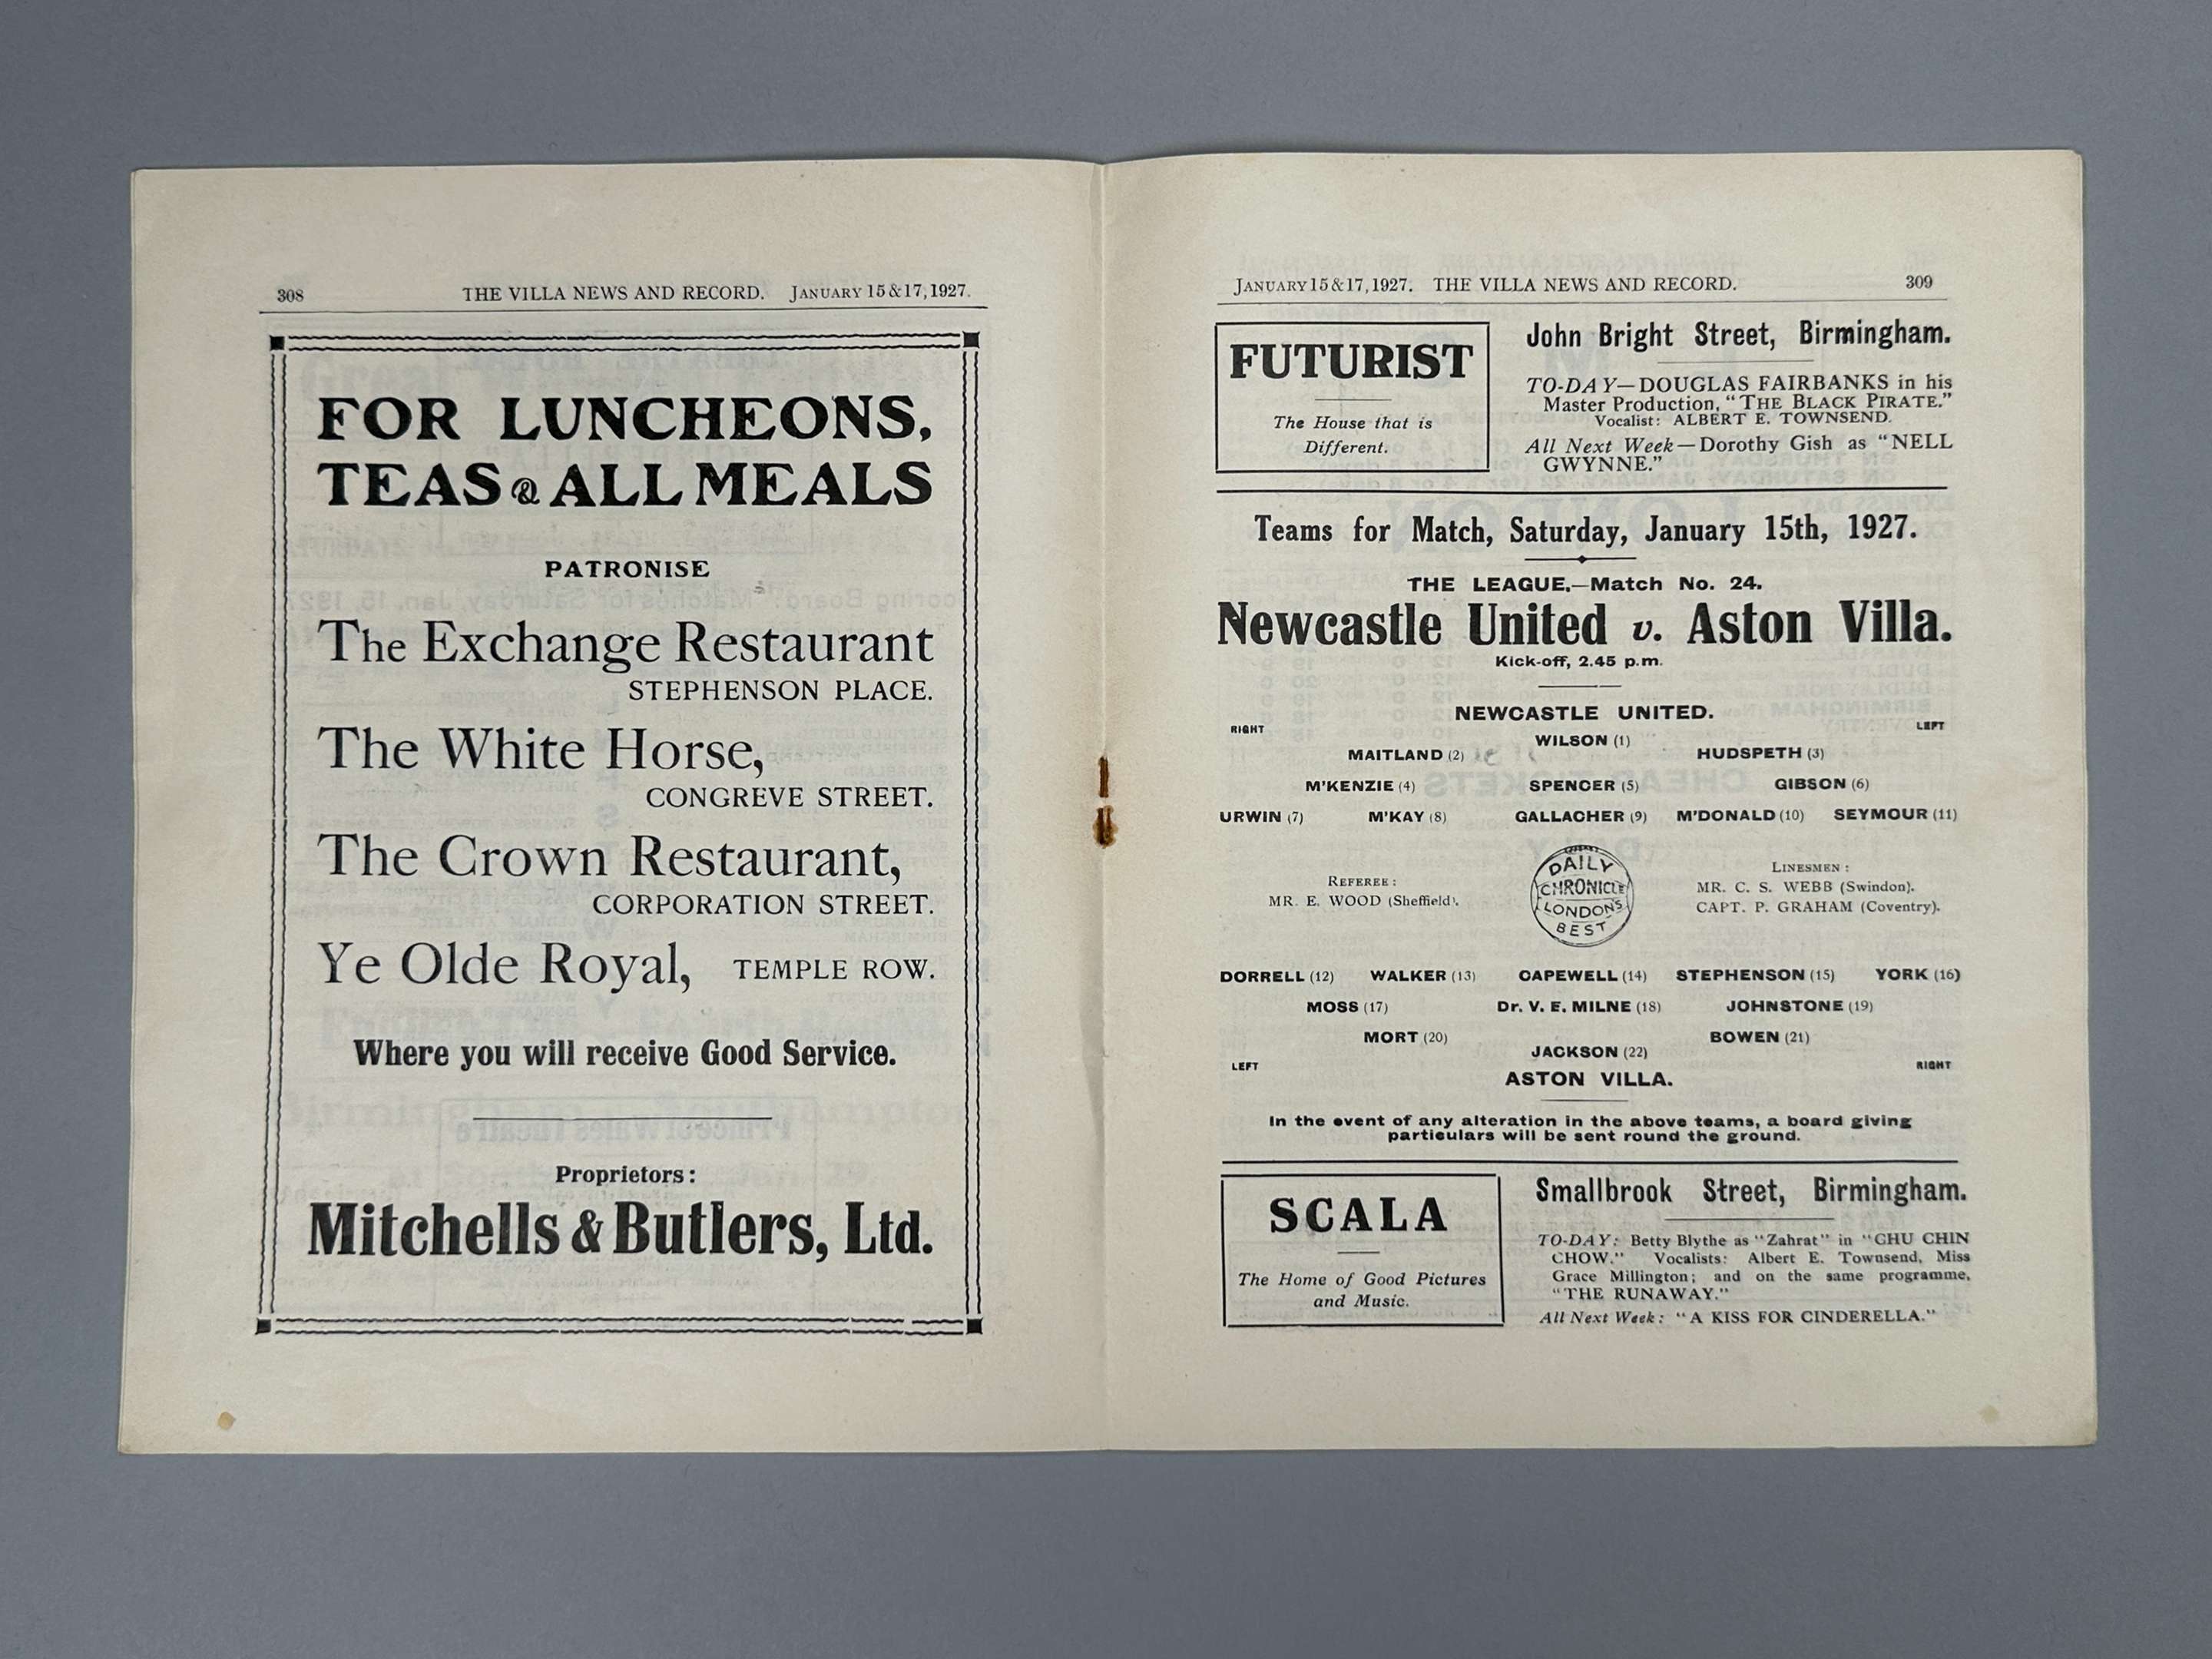 308 THE VILLA NEWS AND RECORD. JANUARY 15 & 17, 1927.
FOR LUNCHEONS,
TEAS & ALL MEALS
PATRONISE
The Exchange Restaurant
STEPHENSON PLACE.
The White Horse,
CONGREVE STREET.
The Crown Restaurant,
CORPORATION STREET.
Ye Olde Royal, TEMPLE ROW.
Where you will receive Good Service.
Proprietors:
Mitchells & Butlers, Ltd.
JANUARY 15 & 17, 1927. THE VILLA NEWS AND RECORD. 309
FUTURIST
The House that is
Different.
John Bright Street, Birmingham.
TO-DAY—DOUGLAS FAIRBANKS in his
Master Production, "THE BLACK PIRATE."
Vocalist: ALBERT E. TOWNSEND.
All Next Week—Dorothy Gish as "NELL
GWYNNE."
Teams for Match, Saturday, January 15th, 1927.
THE LEAGUE.—Match No. 24.
Newcastle United v. Aston Villa.
Kick-off, 2.45 p.m.
NEWCASTLE UNITED.
RIGHT LEFT
WILSON (1)
MAITLAND (2) HUDSPETH (3)
M'KENZIE (4) SPENCER (5) GIBSON (6)
URWIN (7) M'KAY (8) GALLACHER (9) M'DONALD (10) SEYMOUR (11)
REFEREE:
MR. E. WOOD (Sheffield).
DAILY
CHRONICLE
LONDON'S
BEST
LINESMEN:
MR. C. S. WEBB (Swindon).
CAPT. P. GRAHAM (Coventry).
DORRELL (12) WALKER (13) CAPEWELL (14) STEPHENSON (15) YORK (16)
MOSS (17) Dr. V. E. MILNE (18) JOHNSTONE (19)
MORT (20) BOWEN (21)
JACKSON (22)
LEFT RIGHT
ASTON VILLA.
In the event of any alteration in the above teams, a board giving
particulars will be sent round the ground.
SCALA
The Home of Good Pictures
and Music.
Smallbrook Street, Birmingham.
TO-DAY: Betty Blythe as "Zahrat" in "CHU CHIN
CHOW." Vocalists: Albert E. Townsend, Miss
Grace Millington; and on the same programme,
"THE RUNAWAY."
All Next Week: "A KISS FOR CINDERELLA."